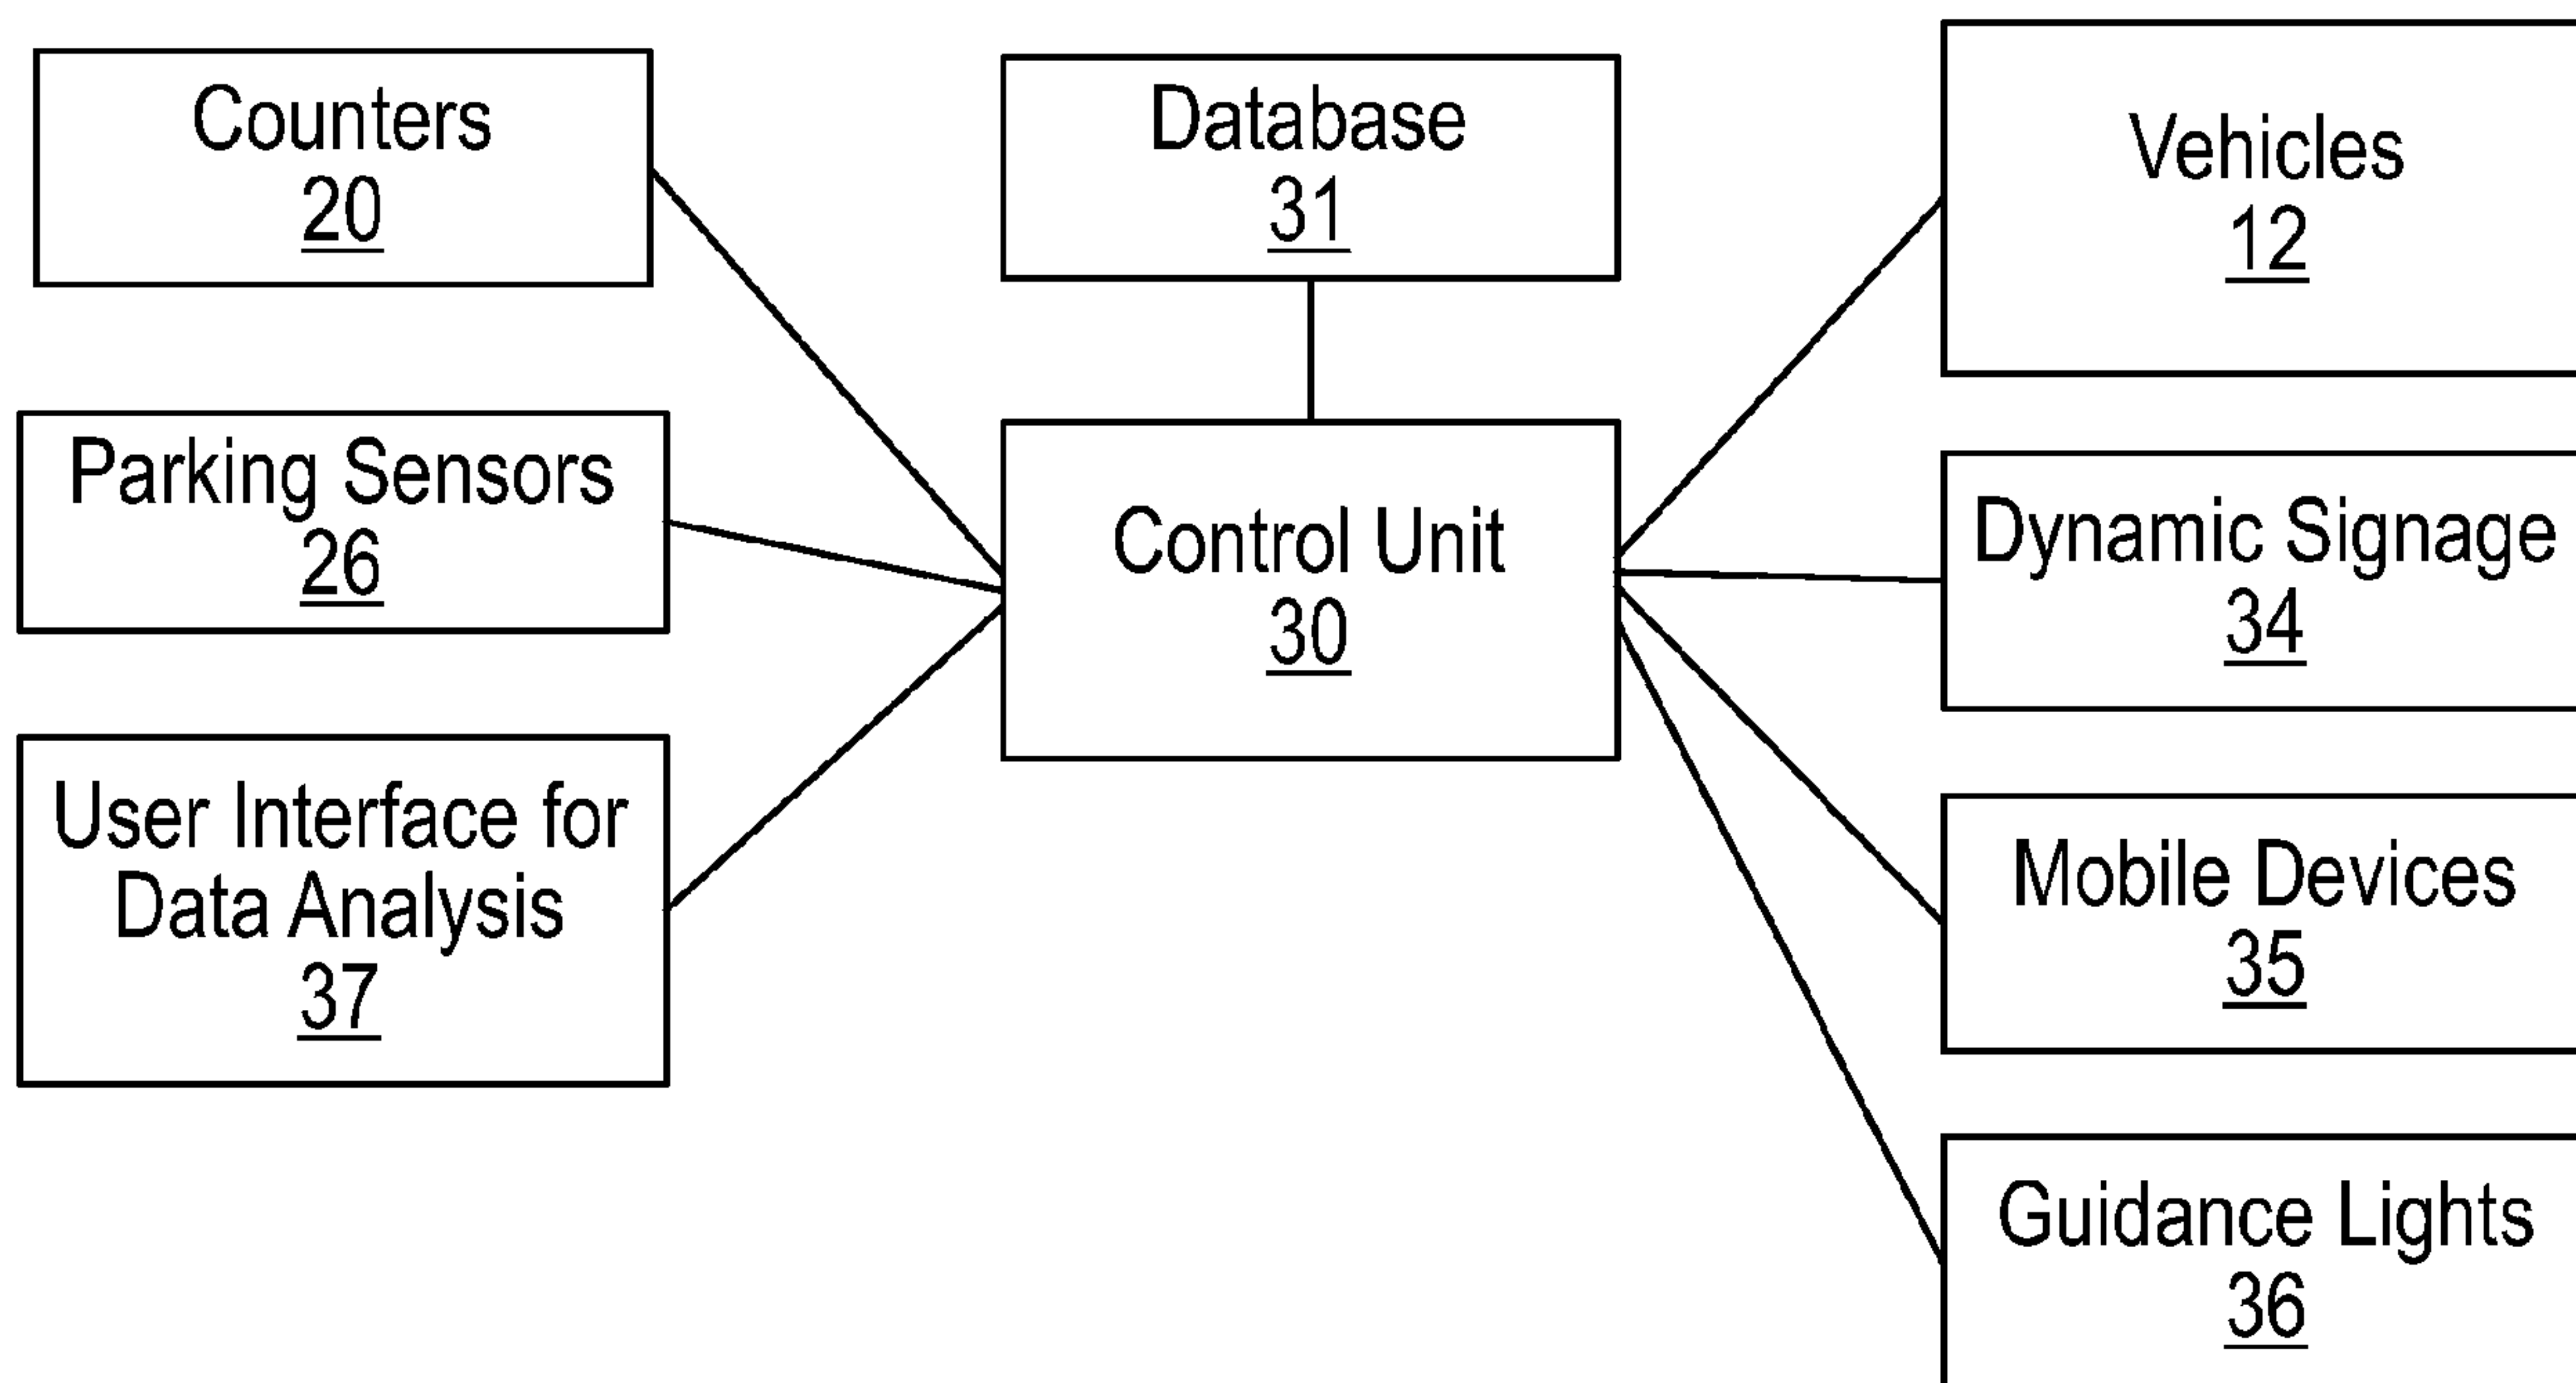 Counters
20
Parking Sensors
26
User Interface for
Data Analysis
37
Database
31
Control Unit
30
Vehicles
12
Dynamic Signage
34
Mobile Devices
35
Guidance Lights
36